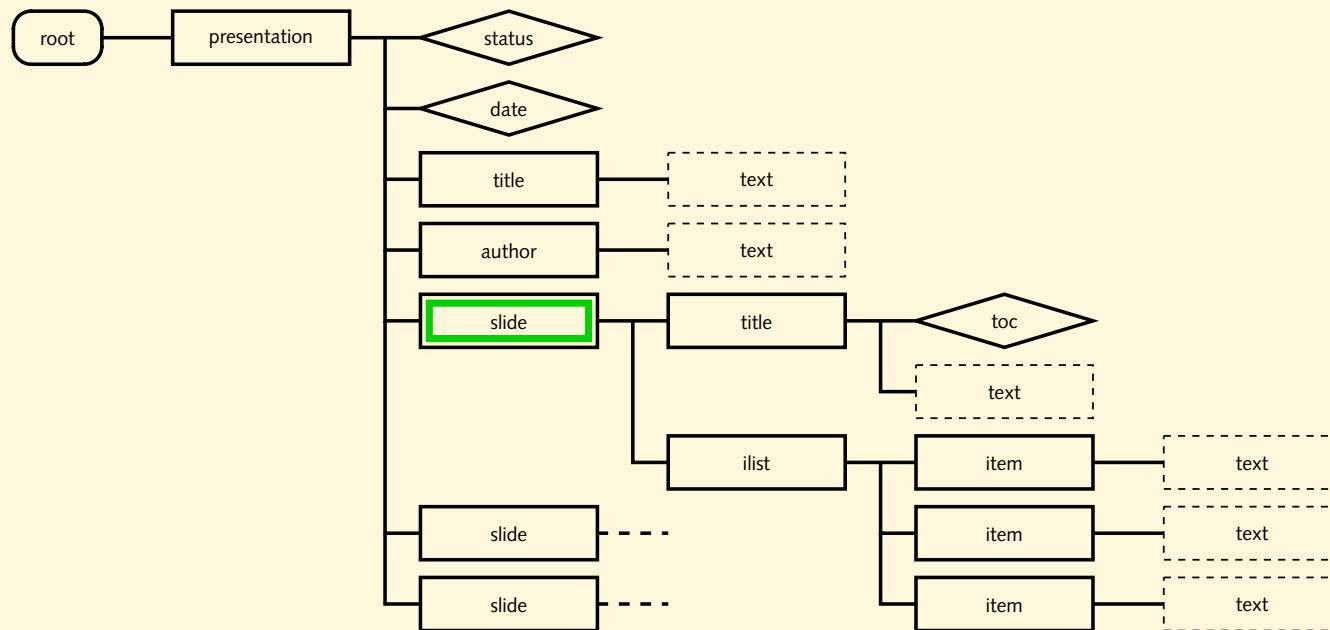 root
presentation
status
date
title
text
author
text
slide
title
toc
text
ilist
item
text
slide
item
text
slide
item
text